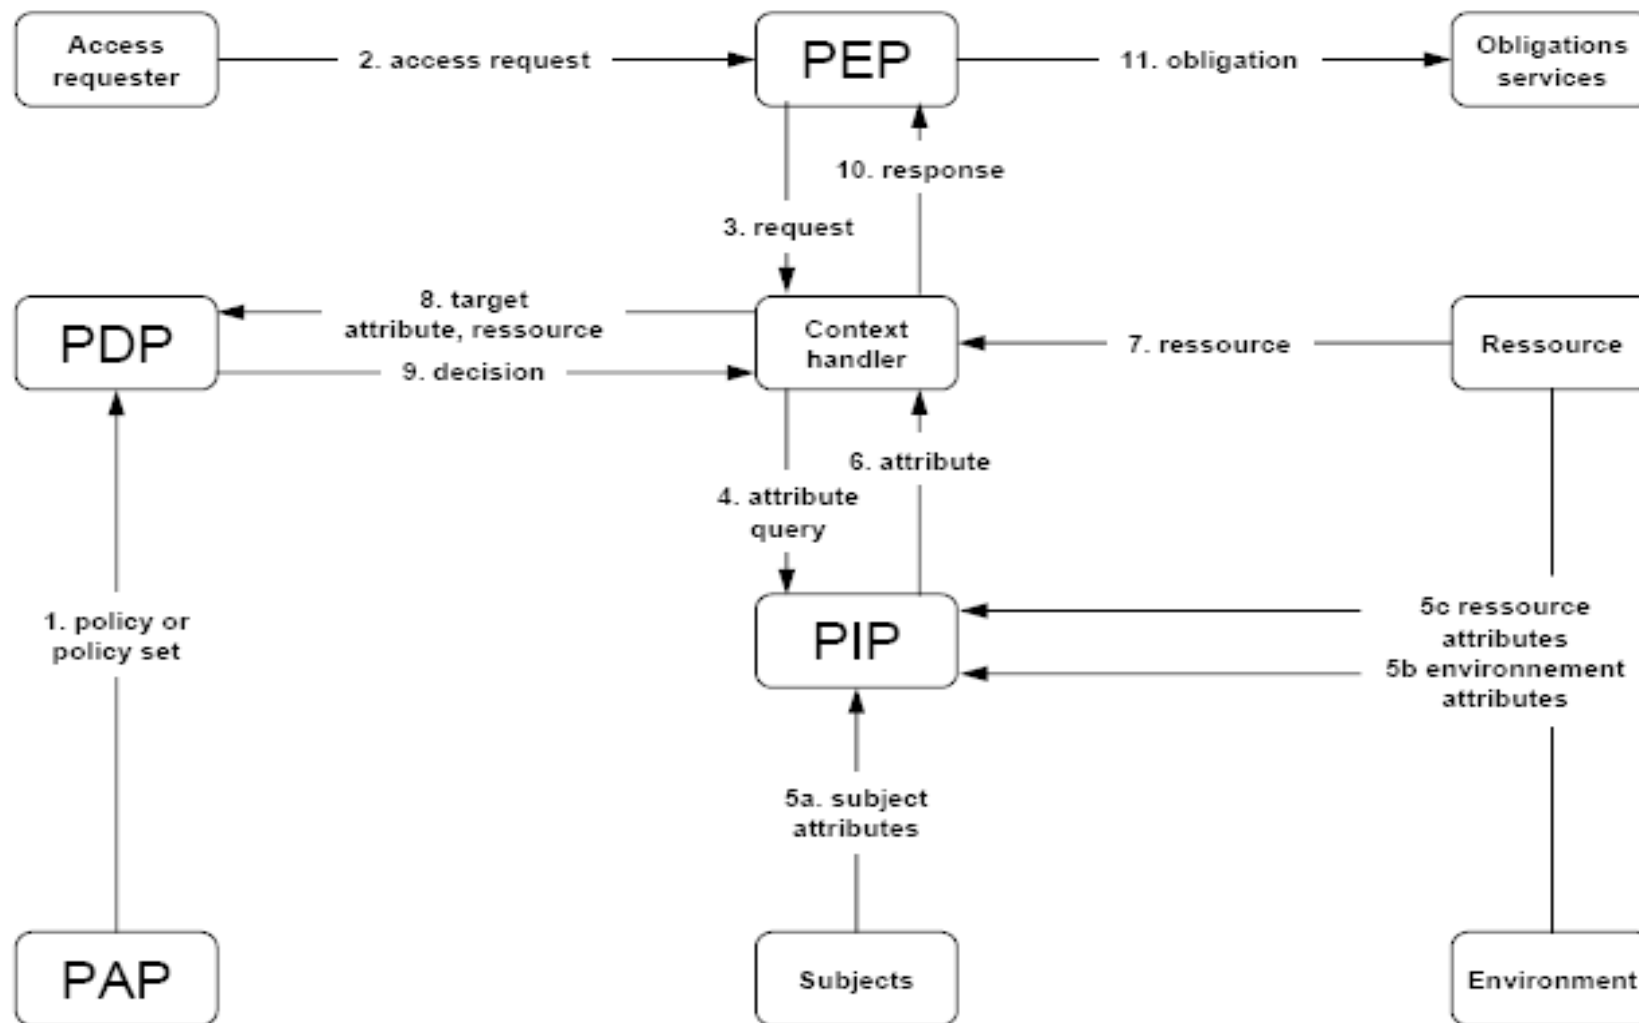 Access
requester
2. access request
PEP
11. obligation
Obligations
services
10. response
3. request
PDP
8. target
attribute, ressource
9. decision
Context
handler
7. ressource
Ressource
6. attribute
4. attribute
query
1. policy or
policy set
PIP
5c ressource
attributes
5b environnement
attributes
5a. subject
attributes
PAP
Subjects
Environment